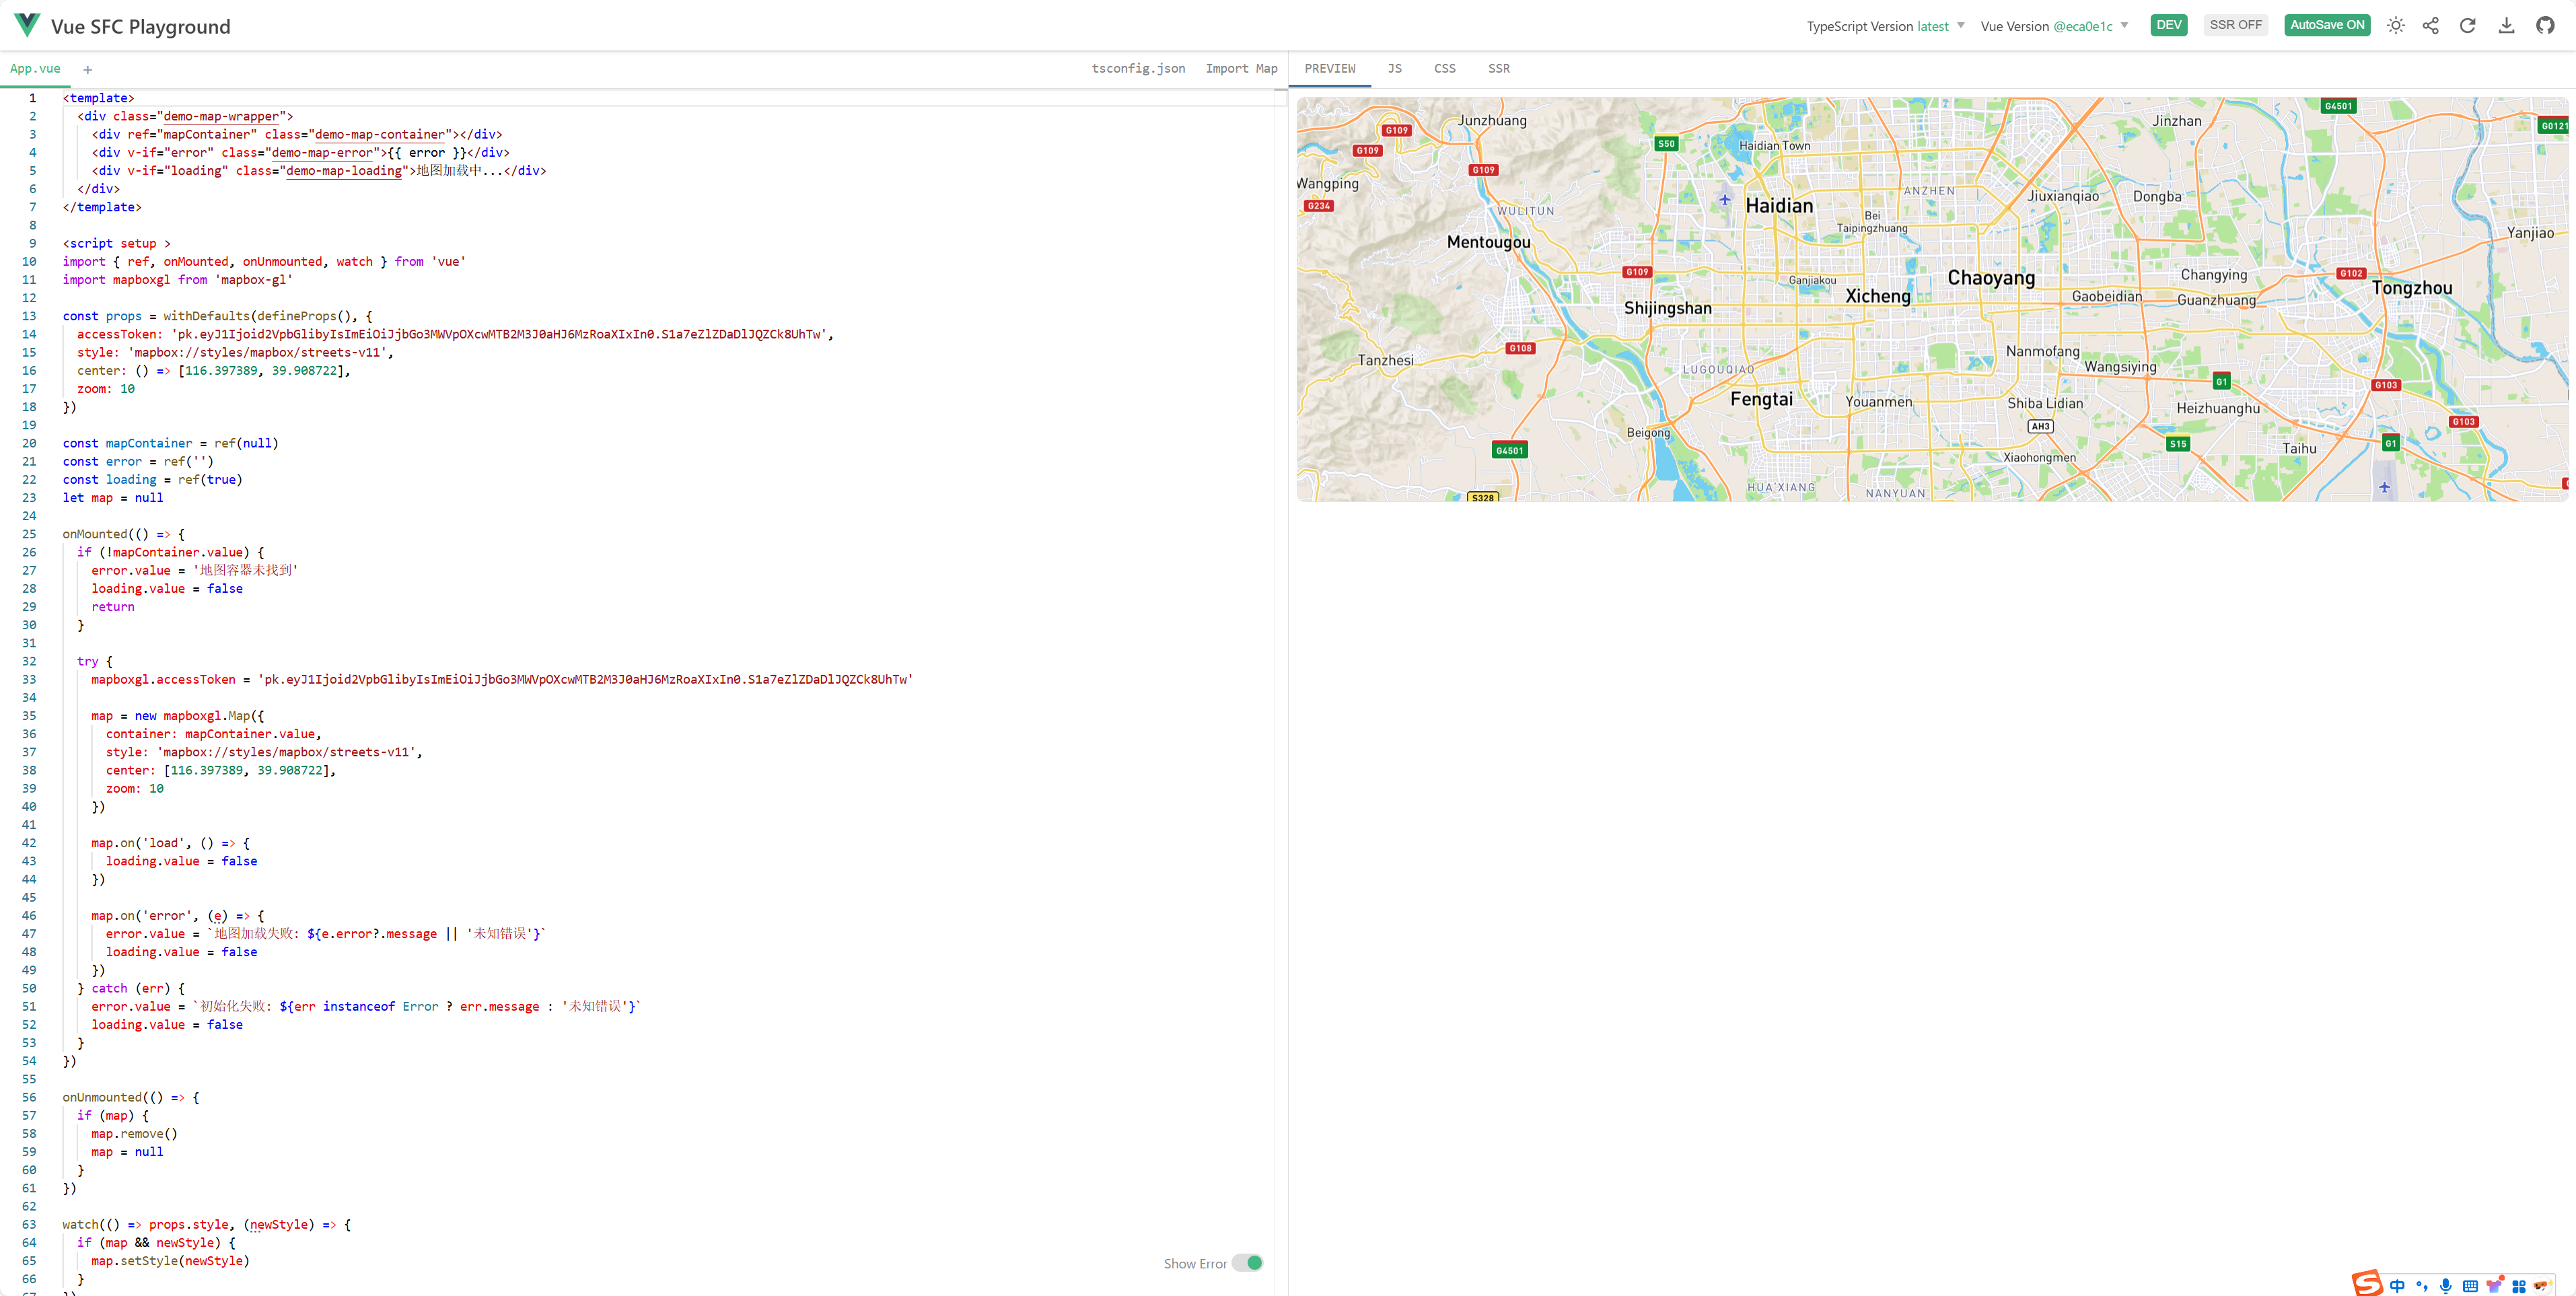 Vue SFC Playground
TypeScript Version latest
Vue Version @eca0e1c
DEV
SSR OFF
AutoSave ON
App.vue
+
tsconfig.json
Import Map
1 <template>
2 <div class="demo-map-wrapper">
3 <div ref="mapContainer" class="demo-map-container"></div>
4 <div v-if="error" class="demo-map-error">{{ error }}</div>
5 <div v-if="loading" class="demo-map-loading">地图加载中...</div>
6 </div>
7 </template>
8
9 <script setup >
10 import { ref, onMounted, onUnmounted, watch } from 'vue'
11 import mapboxgl from 'mapbox-gl'
12
13 const props = withDefaults(defineProps(), {
14 accessToken: 'pk.eyJ1Ijoid2VpbGlibyIsImEiOiJjbGo3MWVpOXcwMTB2M3J0aHJ6MzRoaXIxIn0.S1a7eZlZDaDlJQZCk8UhTw',
15 style: 'mapbox://styles/mapbox/streets-v11',
16 center: () => [116.397389, 39.908722],
17 zoom: 10
18 })
19
20 const mapContainer = ref(null)
21 const error = ref('')
22 const loading = ref(true)
23 let map = null
24
25 onMounted(() => {
26 if (!mapContainer.value) {
27 error.value = '地图容器未找到'
28 loading.value = false
29 return
30 }
31
32 try {
33 mapboxgl.accessToken = 'pk.eyJ1Ijoid2VpbGlibyIsImEiOiJjbGo3MWVpOXcwMTB2M3J0aHJ6MzRoaXIxIn0.S1a7eZlZDaDlJQZCk8UhTw'
34
35 map = new mapboxgl.Map({
36 container: mapContainer.value,
37 style: 'mapbox://styles/mapbox/streets-v11',
38 center: [116.397389, 39.908722],
39 zoom: 10
40 })
41
42 map.on('load', () => {
43 loading.value = false
44 })
45
46 map.on('error', (e) => {
47 error.value = `地图加载失败: ${e.error?.message || '未知错误'}`
48 loading.value = false
49 })
50 } catch (err) {
51 error.value = `初始化失败: ${err instanceof Error ? err.message : '未知错误'}`
52 loading.value = false
53 }
54 })
55
56 onUnmounted(() => {
57 if (map) {
58 map.remove()
59 map = null
60 }
61 })
62
63 watch(() => props.style, (newStyle) => {
64 if (map && newStyle) {
65 map.setStyle(newStyle)
66 }
Show Error
PREVIEW
JS
CSS
SSR
G4501
Junzhuang
Jinzhan
G0121
G109
S50
Haidian Town
G109
G109
Wangping
ANZHEN
Jiuxianqiao
Dongba
G234
WULITUN
Haidian
Bei
Taipingzhuang
Yanjiao
Mentougou
G109
Ganjiakou
Chaoyang
Changying
G102
Xicheng
Gaobeidian
Guanzhuang
Tongzhou
Shijingshan
G108
Tanzhesi
Nanmofang
LUGOUQIAO
Wangsiying
G1
G103
Fengtai
Youanmen
Shiba Lidian
Heizhuanghu
AH3
G103
Beigong
S15
G1
G4501
Taihu
Xiaohongmen
HUA'XIANG
NANYUAN
S328
中